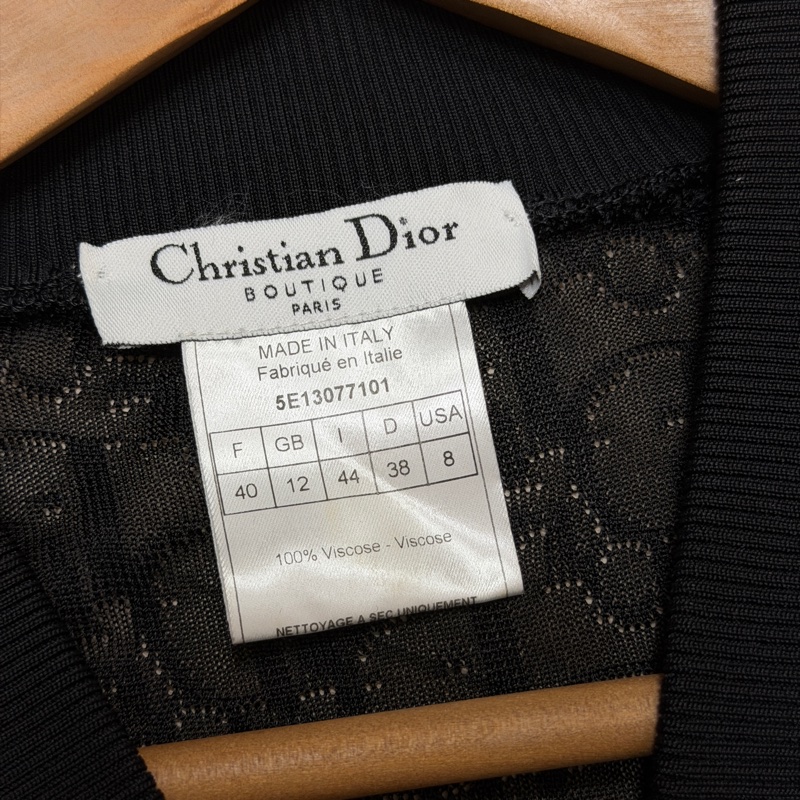 Christian Dior
BOUTIQUE
PARIS
MADE IN ITALY
Fabriqué en Italie
5E13077101
F GB I D USA
40 12 44 38 8
100% Viscose - Viscose
NETTOYAGE A SEC UNIQUEMENT